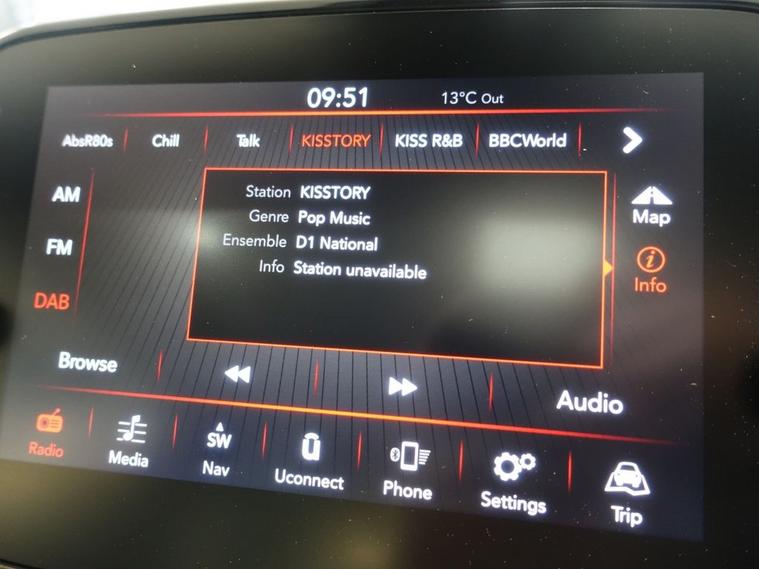 09:51 13°C Out
AbsR80s Chill Talk KISSTORY KISS R&B BBCWorld
AM
FM
DAB
Station KISSTORY
Genre Pop Music
Ensemble D1 National
Info Station unavailable
Map
Info
Browse Audio
Radio Media SW Nav Uconnect Phone Settings Trip